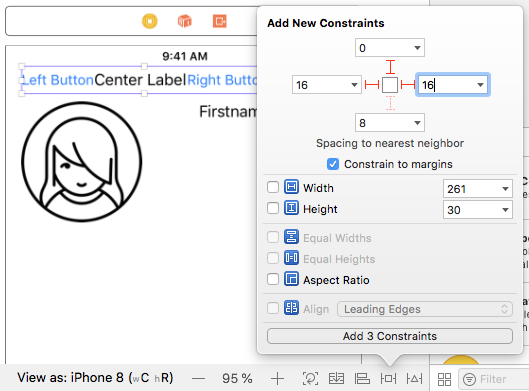 9:41 AM
Left Button Center Label Right Butto
Firstnam
Add New Constraints
0
16
16
8
Spacing to nearest neighbor
Constrain to margins
Width
261
Height
30
Equal Widths
Equal Heights
Aspect Ratio
Align
Leading Edges
Add 3 Constraints
View as: iPhone 8 (wC hR)
95 %
Filter